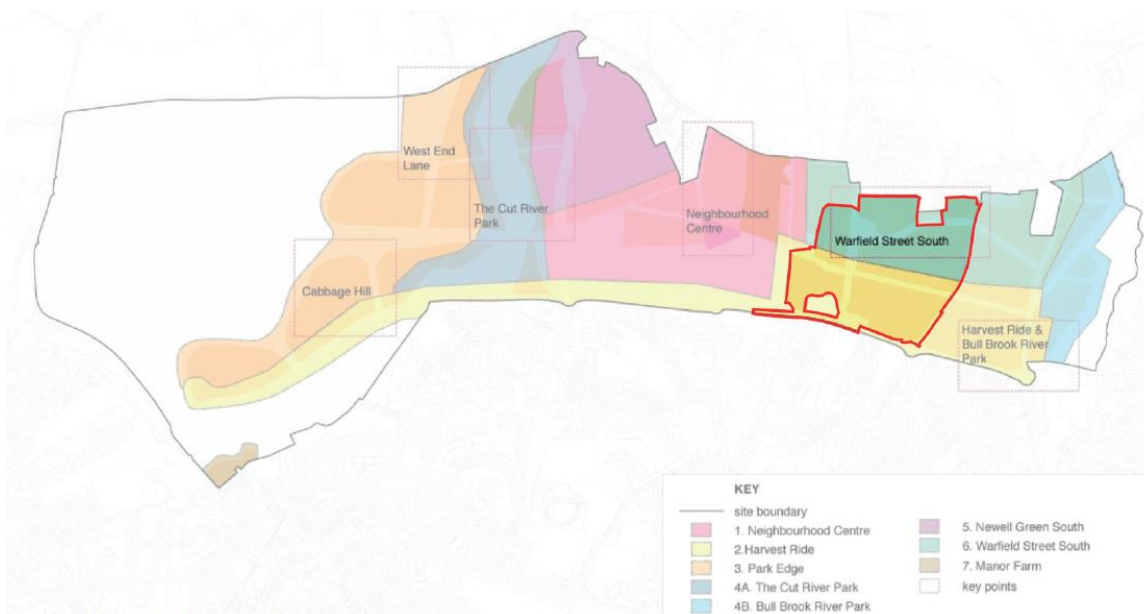 West End
Lane
The Cut River
Park
Neighbourhood
Centre
Warfield Street South
Cabbage Hill
Harvest Ride &
Bull Brook River
Park
KEY
site boundary
1. Neighbourhood Centre
2.Harvest Ride
3. Park Edge
4A. The Cut River Park
4B. Bull Brook River Park
5. Newell Green South
6. Warfield Street South
7. Manor Farm
key points